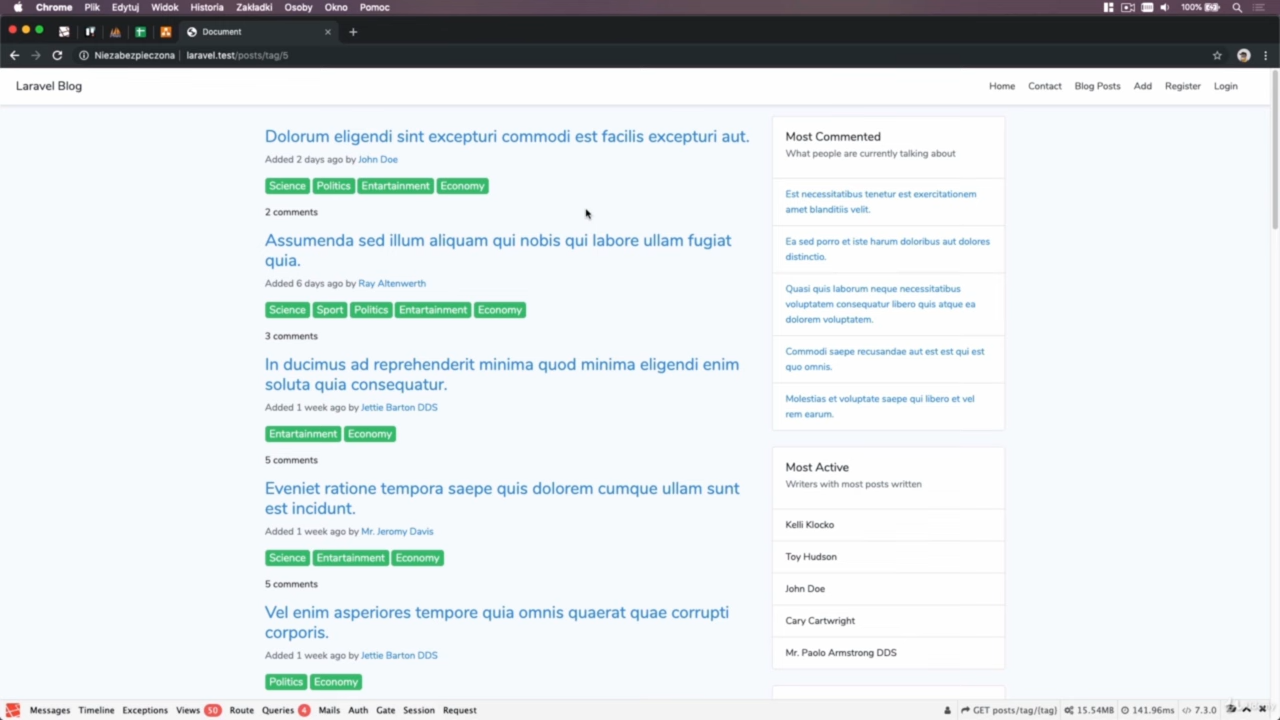 Chrome Plik Edytuj Widok Historia Zakładki Osoby Okno Pomoc 100%
Document
Niezabezpieczona laravel.test/posts/tag/5
Laravel Blog Home Contact Blog Posts Add Register Login
Dolorum eligendi sint excepturi commodi est facilis excepturi aut.
Added 2 days ago by John Doe
Science Politics Entartainment Economy
2 comments
Assumenda sed illum aliquam qui nobis qui labore ullam fugiat
quia.
Added 6 days ago by Ray Altenwerth
Science Sport Politics Entartainment Economy
3 comments
In ducimus ad reprehenderit minima quod minima eligendi enim
soluta quia consequatur.
Added 1 week ago by Jettie Barton DDS
Entartainment Economy
5 comments
Eveniet ratione tempora saepe quis dolorem cumque ullam sunt
est incidunt.
Added 1 week ago by Mr. Jeromy Davis
Science Entartainment Economy
5 comments
Vel enim asperiores tempore quia omnis quaerat quae corrupti
corporis.
Added 1 week ago by Jettie Barton DDS
Politics Economy
Most Commented
What people are currently talking about
Est necessitatibus tenetur est exercitationem
amet blanditiis velit.
Ea sed porro et iste harum doloribus aut dolores
distinctio.
Quasi quis laborum neque necessitatibus
voluptatem consequatur libero quis atque ea
dolorem voluptatem.
Commodi saepe recusandae aut est est qui est
quo omnis.
Molestias et voluptate saepe qui libero et vel
rem earum.
Most Active
Writers with most posts written
Kelli Klocko
Toy Hudson
John Doe
Cary Cartwright
Mr. Paolo Armstrong DDS
Messages Timeline Exceptions Views 50 Route Queries 4 Mails Auth Gate Session Request GET posts/tag/{tag} 15.54MB 141.96ms 7.3.0